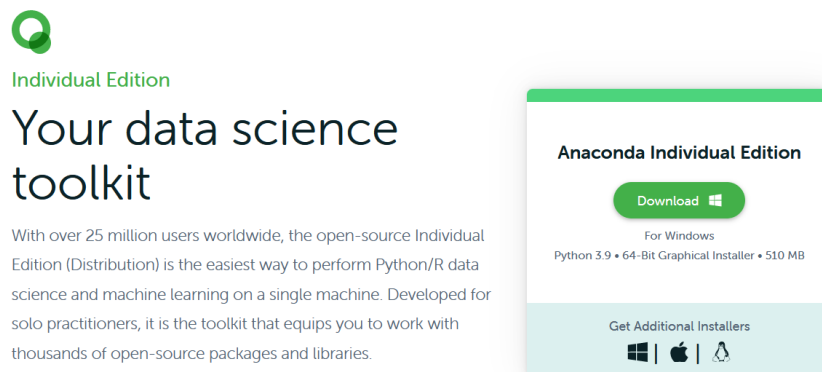 Individual Edition
Your data science
toolkit
With over 25 million users worldwide, the open-source Individual
Edition (Distribution) is the easiest way to perform Python/R data
science and machine learning on a single machine. Developed for
solo practitioners, it is the toolkit that equips you to work with
thousands of open-source packages and libraries.
Anaconda Individual Edition
Download
For Windows
Python 3.9 • 64-Bit Graphical Installer • 510 MB
Get Additional Installers
| |